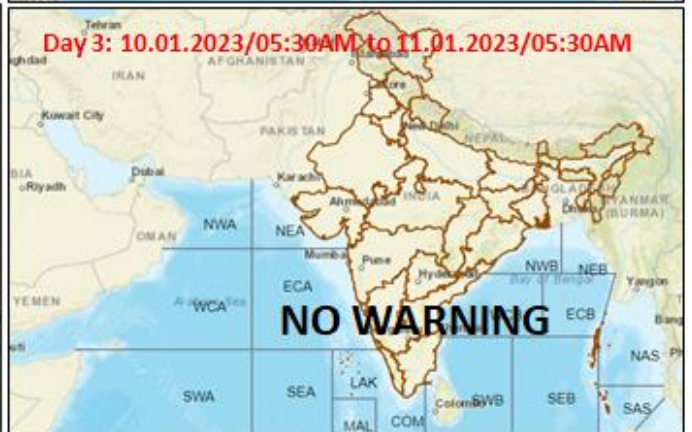 Day 3: 10.01.2023/05:30AM to 11.01.2023/05:30AM
Tehran
IRAN
AFGHANISTAN
Kuwait City
PAKISTAN
New Delhi
NEPAL
Dubai
Riyadh
Karachi
Ahmedabad
INDIA
MYANMAR
(BURMA)
OMAN
NWA
NEA
Mumbai
Pune
Hyderabad
NWB
NEB
Bay of Bengal
Yangon
YEMEN
Arabian Sea
WCA
ECA
NO WARNING
ECB
NAS
SWA
SEA
LAK
Colombo
SWB
SEB
SAS
MAL
COM